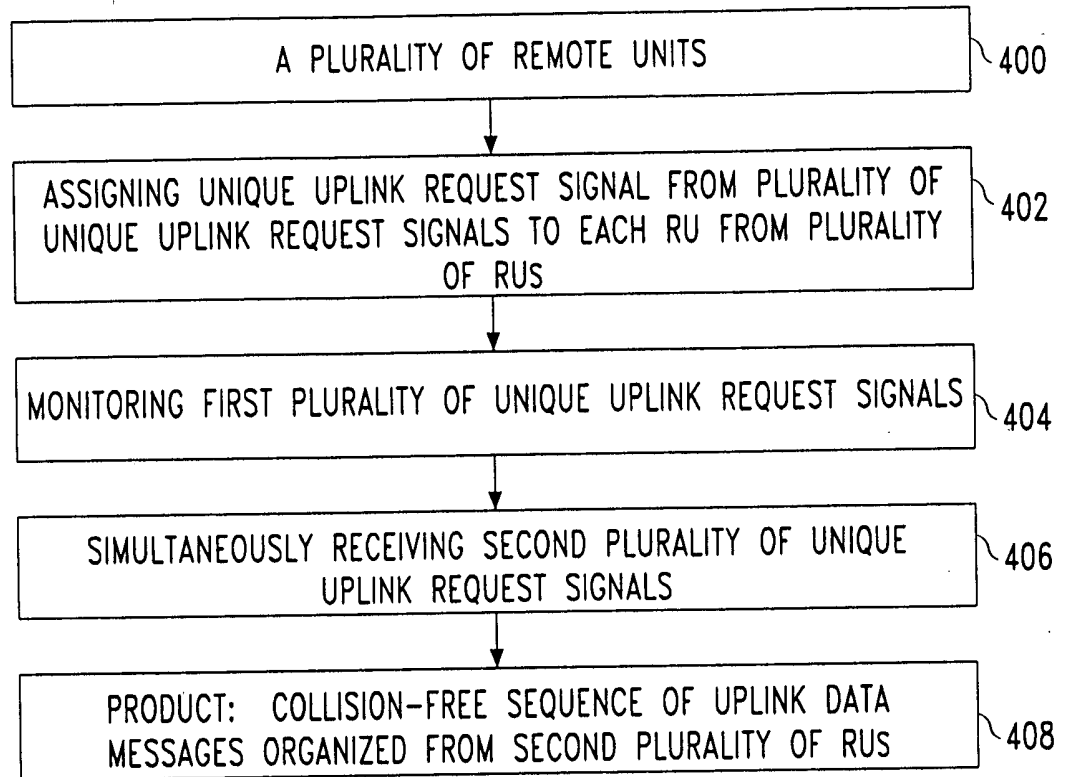 A PLURALITY OF REMOTE UNITS
400
ASSIGNING UNIQUE UPLINK REQUEST SIGNAL FROM PLURALITY OF
UNIQUE UPLINK REQUEST SIGNALS TO EACH RU FROM PLURALITY
OF RUS
402
MONITORING FIRST PLURALITY OF UNIQUE UPLINK REQUEST SIGNALS
404
SIMULTANEOUSLY RECEIVING SECOND PLURALITY OF UNIQUE
UPLINK REQUEST SIGNALS
406
PRODUCT: COLLISION-FREE SEQUENCE OF UPLINK DATA
MESSAGES ORGANIZED FROM SECOND PLURALITY OF RUS
408